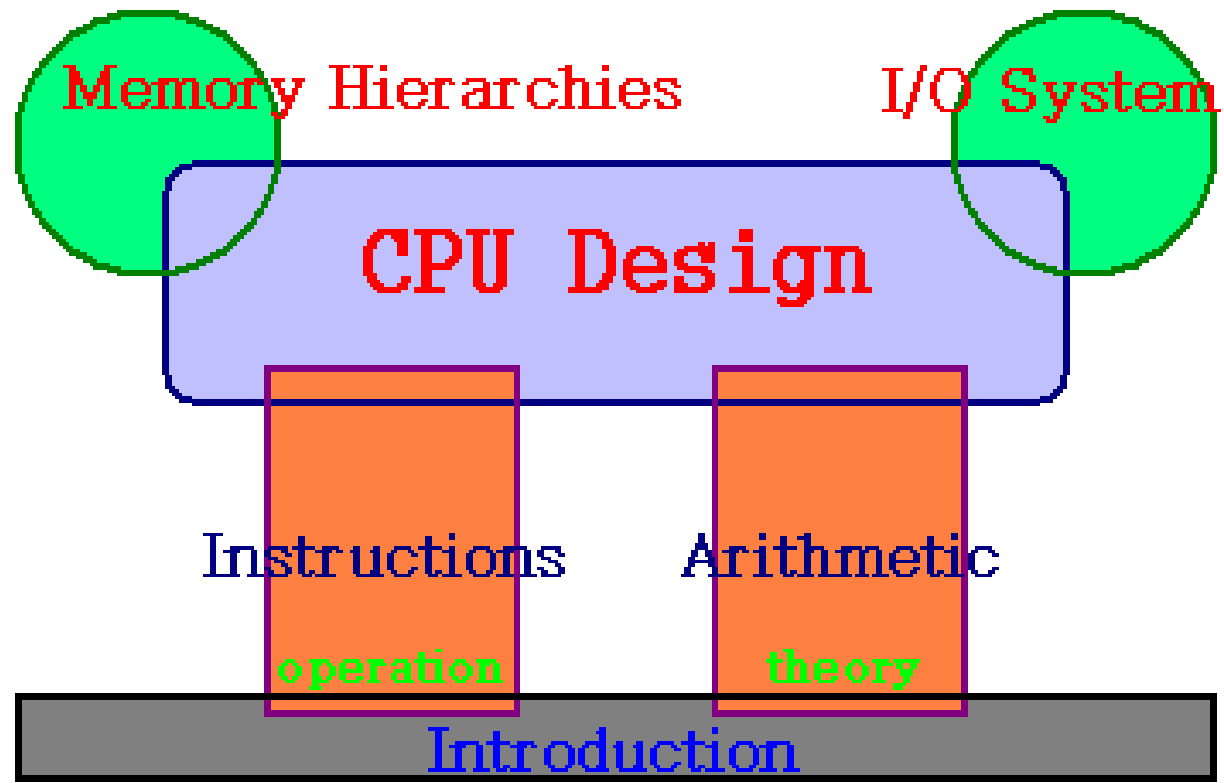 Memory Hierarchies
I/O System
CPU Design
Instructions
Arithmetic
operation
theory
Introduction